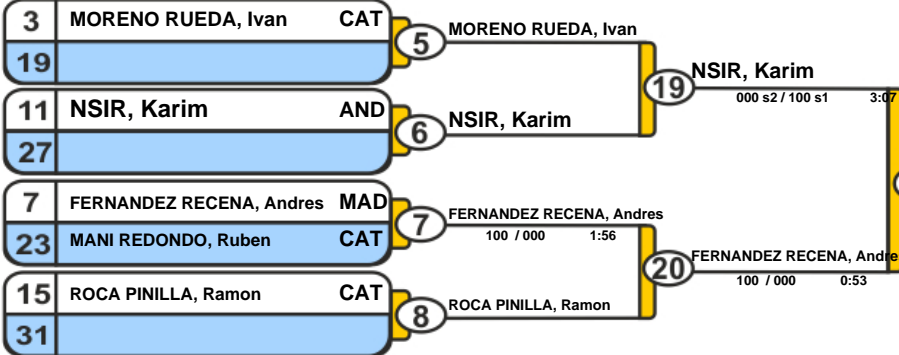 3 MORENO RUEDA, Ivan CAT
19
5 MORENO RUEDA, Ivan
11 NSIR, Karim AND
27
6 NSIR, Karim
19 NSIR, Karim
000 s2 / 100 s1 3:07
7 FERNANDEZ RECENA, Andres MAD
23 MANI REDONDO, Ruben CAT
7 FERNANDEZ RECENA, Andres
100 / 000 1:56
15 ROCA PINILLA, Ramon CAT
31
8 ROCA PINILLA, Ramon
20 FERNANDEZ RECENA, Andre
100 / 000 0:53